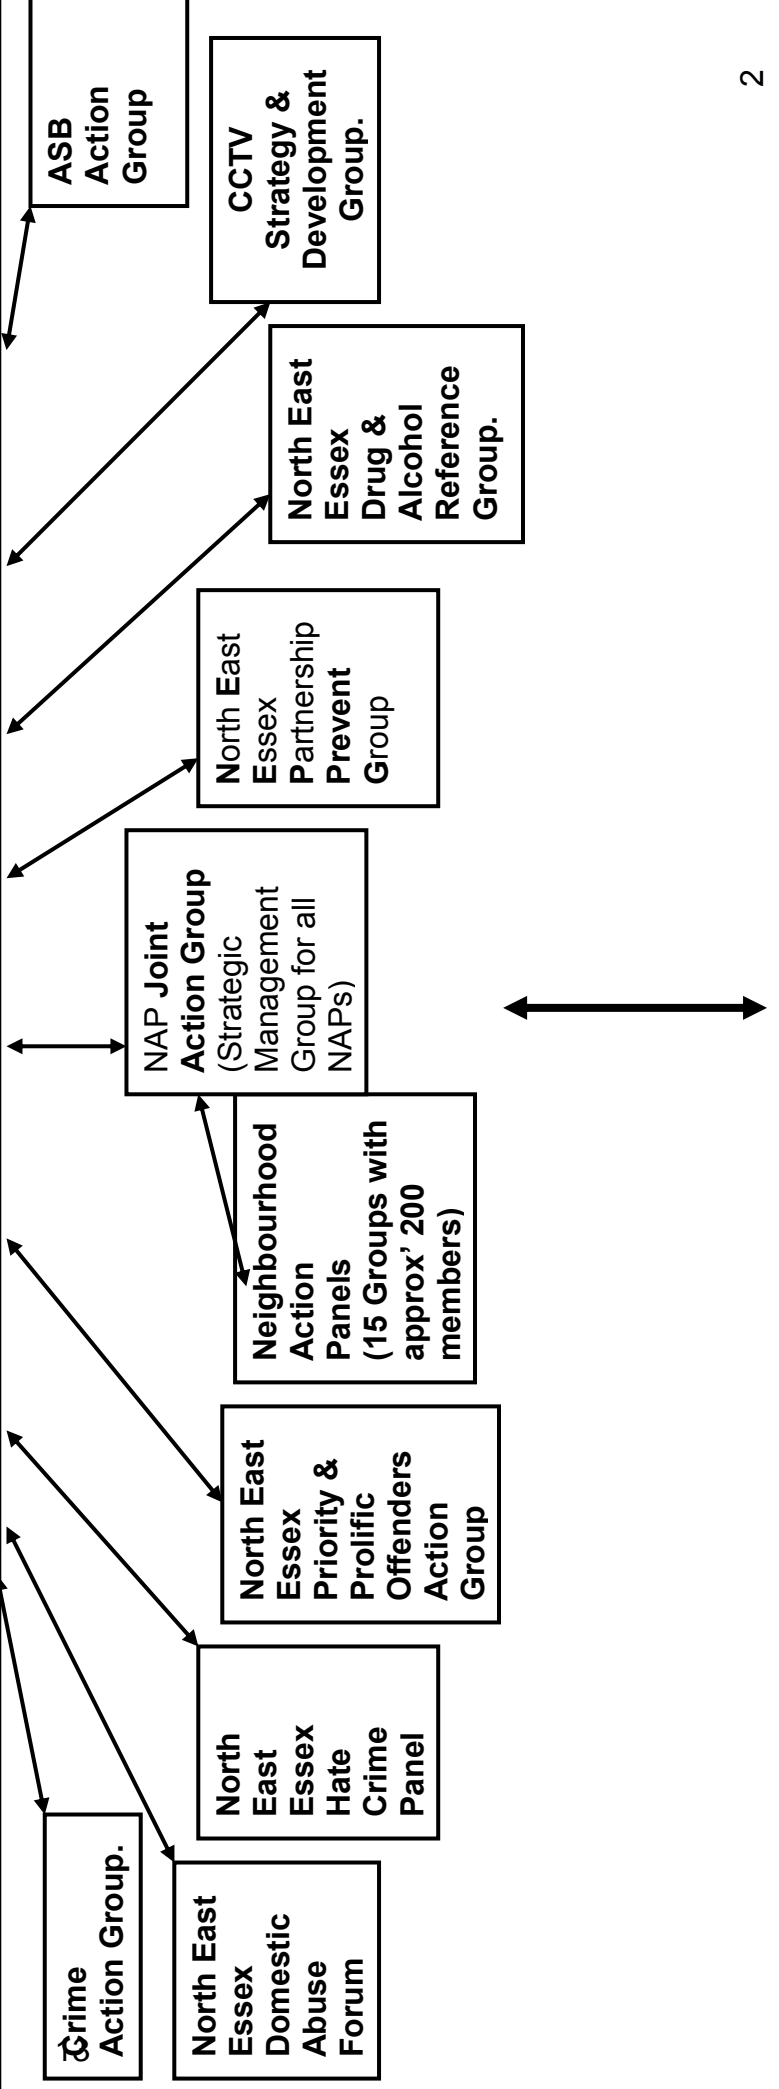 Crime
Action Group.
North East
Essex
Domestic
Abuse
Forum
North
East
Essex
Hate
Crime
Panel
North East
Essex
Priority &
Prolific
Offenders
Action
Group
Neighbourhood
Action
Panels
(15 Groups with
approx’ 200
members)
NAP Joint
Action Group
(Strategic
Management
Group for all
NAPs)
North East
Essex
Partnership
Prevent
Group
North East
Essex
Drug &
Alcohol
Reference
Group.
CCTV
Strategy &
Development
Group.
ASB
Action
Group
2